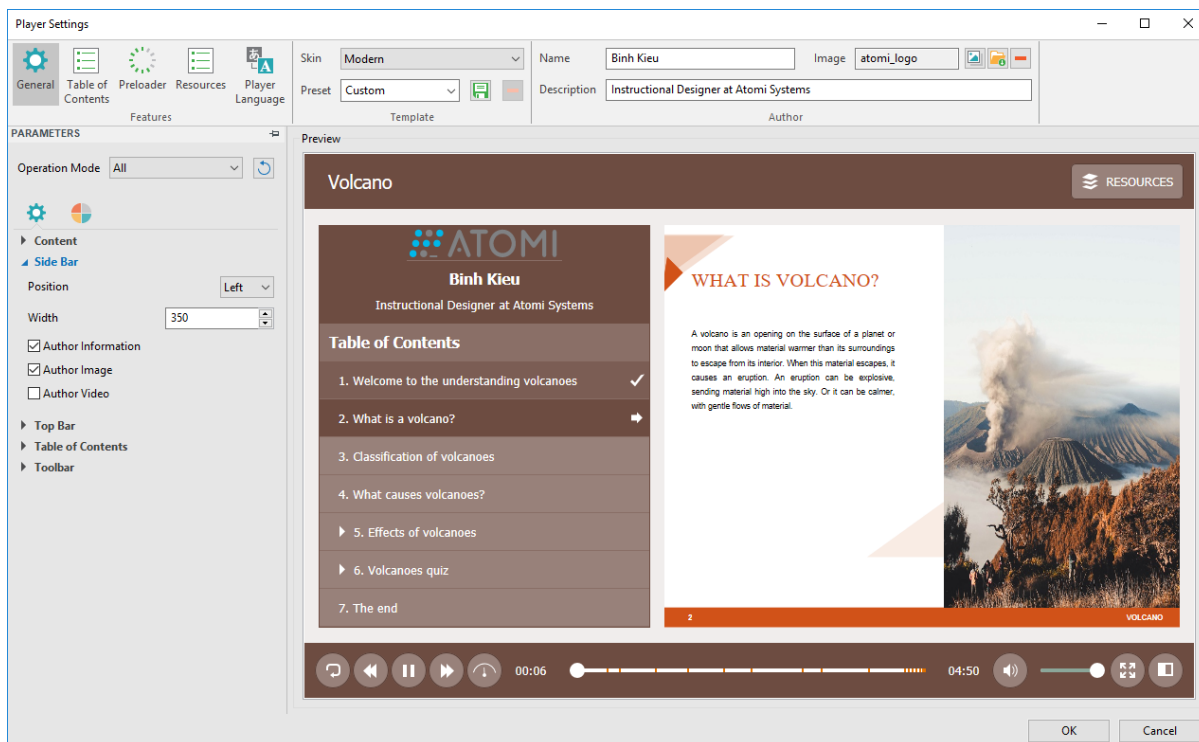 Player Settings
General
Table of
Contents
Preloader
Resources
Player
Language
Features
Skin
Modern
Preset
Custom
Template
Name
Binh Kieu
Image
atomi_logo
Description
Instructional Designer at Atomi Systems
Author
PARAMETERS
Operation Mode
All
Content
Side Bar
Position
Left
Width
350
Author Information
Author Image
Author Video
Top Bar
Table of Contents
Toolbar
Preview
Volcano
RESOURCES
ATOMI
Binh Kieu
Instructional Designer at Atomi Systems
Table of Contents
1. Welcome to the understanding volcanoes
2. What is a volcano?
3. Classification of volcanoes
4. What causes volcanoes?
5. Effects of volcanoes
6. Volcanoes quiz
7. The end
WHAT IS VOLCANO?
A volcano is an opening on the surface of a planet or
moon that allows material warmer than its surroundings
to escape from its interior. When this material escapes, it
causes an eruption. An eruption can be explosive,
sending material high into the sky. Or it can be calmer,
with gentle flows of material.
2
VOLCANO
00:06
04:50
OK
Cancel